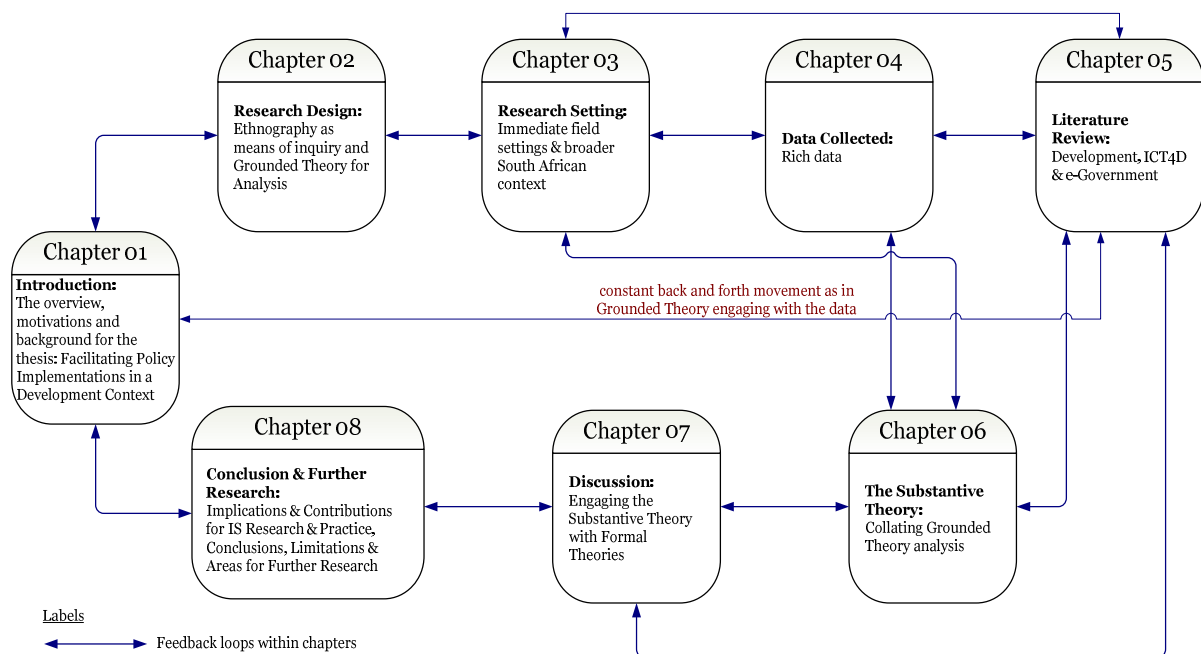 Chapter 02
Research Design:
Ethnography as
means of inquiry and
Grounded Theory for
Analysis
Chapter 03
Research Setting:
Immediate field
settings & broader
South African
context
Chapter 04
Data Collected:
Rich data
Chapter 05
Literature
Review:
Development, ICT4D
& e-Government
Chapter 01
Introduction:
The overview,
motivations and
background for the
thesis: Facilitating Policy
Implementations in a
Development Context
constant back and forth movement as in
Grounded Theory engaging with the data
Chapter 08
Conclusion & Further
Research:
Implications & Contributions
for IS Research & Practice,
Conclusions, Limitations &
Areas for Further Research
Chapter 07
Discussion:
Engaging the
Substantive Theory
with Formal
Theories
Chapter 06
The Substantive
Theory:
Collating Grounded
Theory analysis
Labels
Feedback loops within chapters